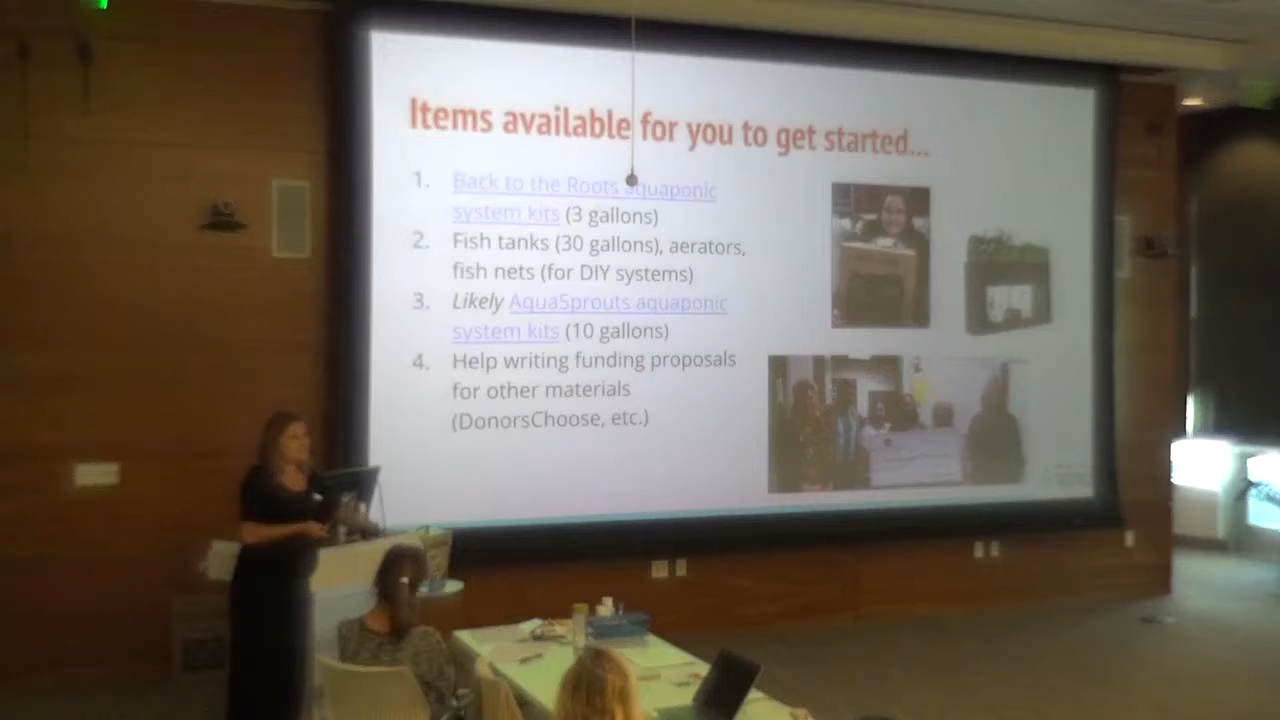 Items available for you to get started...
1. Back to the Roots aquaponic
system kits (3 gallons)
2. Fish tanks (30 gallons), aerators,
fish nets (for DIY systems)
3. Likely AquaSprouts aquaponic
system kits (10 gallons)
4. Help writing funding proposals
for other materials
(DonorsChoose, etc.)